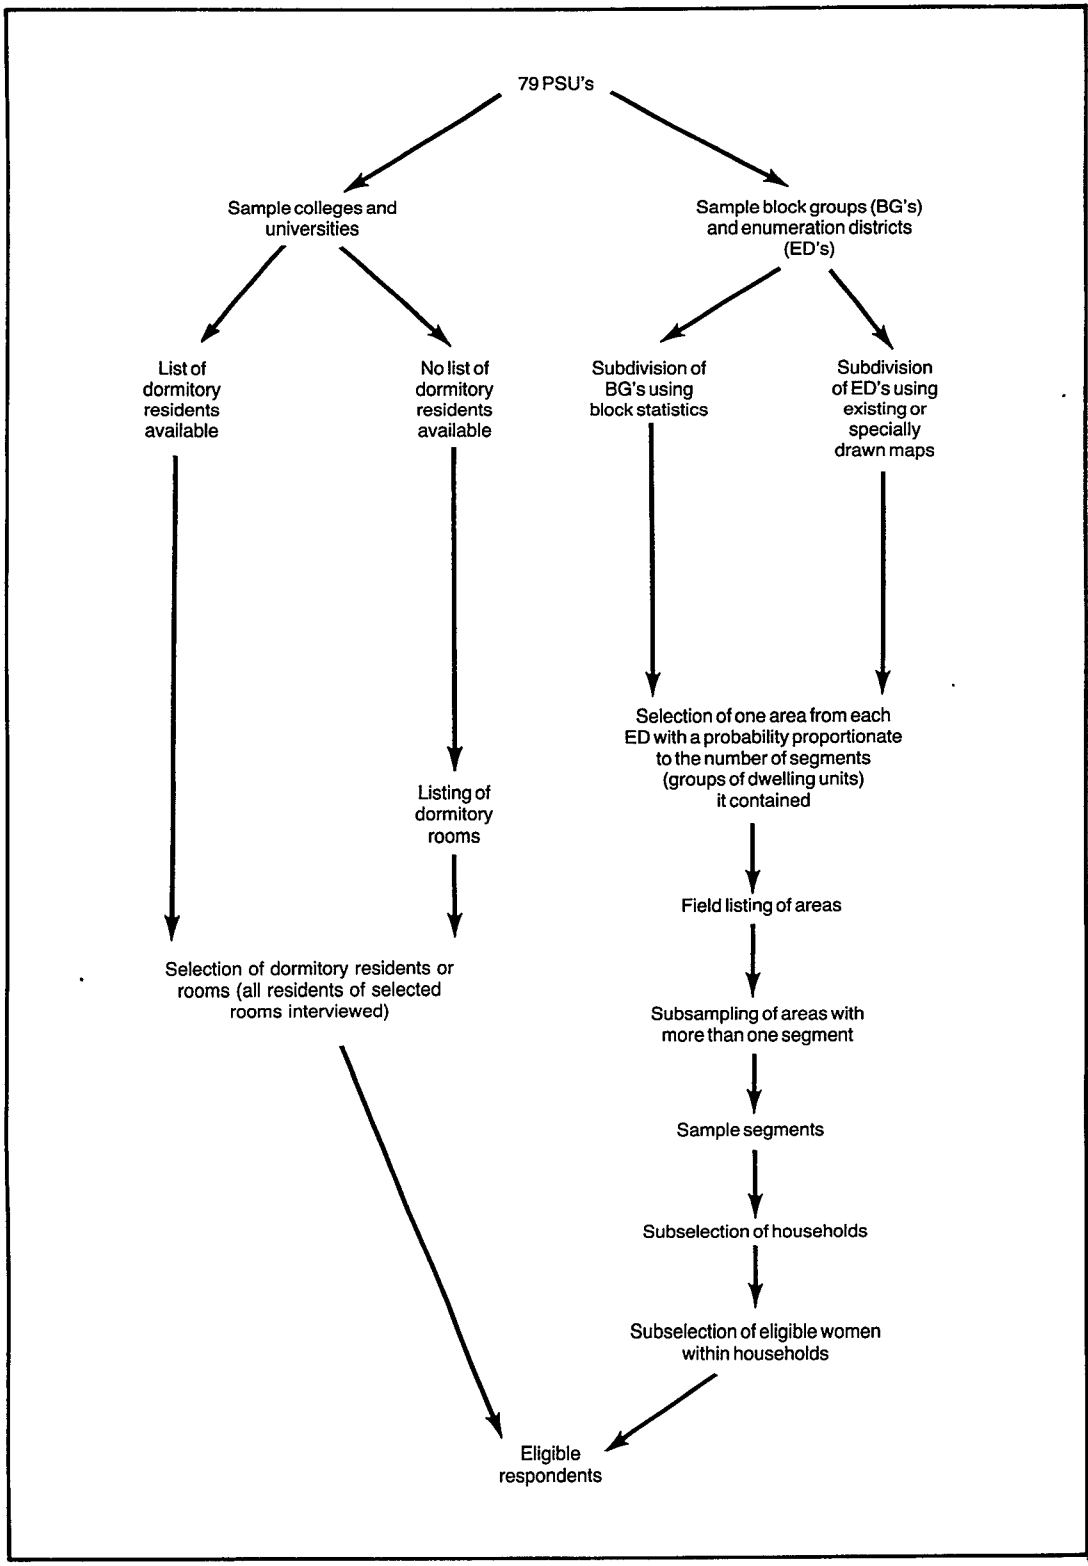 79 PSU's
Sample colleges and
universities
Sample block groups (BG's)
and enumeration districts
(ED's)
List of
dormitory
residents
available
No list of
dormitory
residents
available
Subdivision of
BG's using
block statistics
Subdivision
of ED's using
existing or
specially
drawn maps
Selection of one area from each
ED with a probability proportionate
to the number of segments
(groups of dwelling units)
it contained
Listing of
dormitory
rooms
Field listing of areas
Selection of dormitory residents or
rooms (all residents of selected
rooms interviewed)
Subsampling of areas with
more than one segment
Sample segments
Subselection of households
Subselection of eligible women
within households
Eligible
respondents